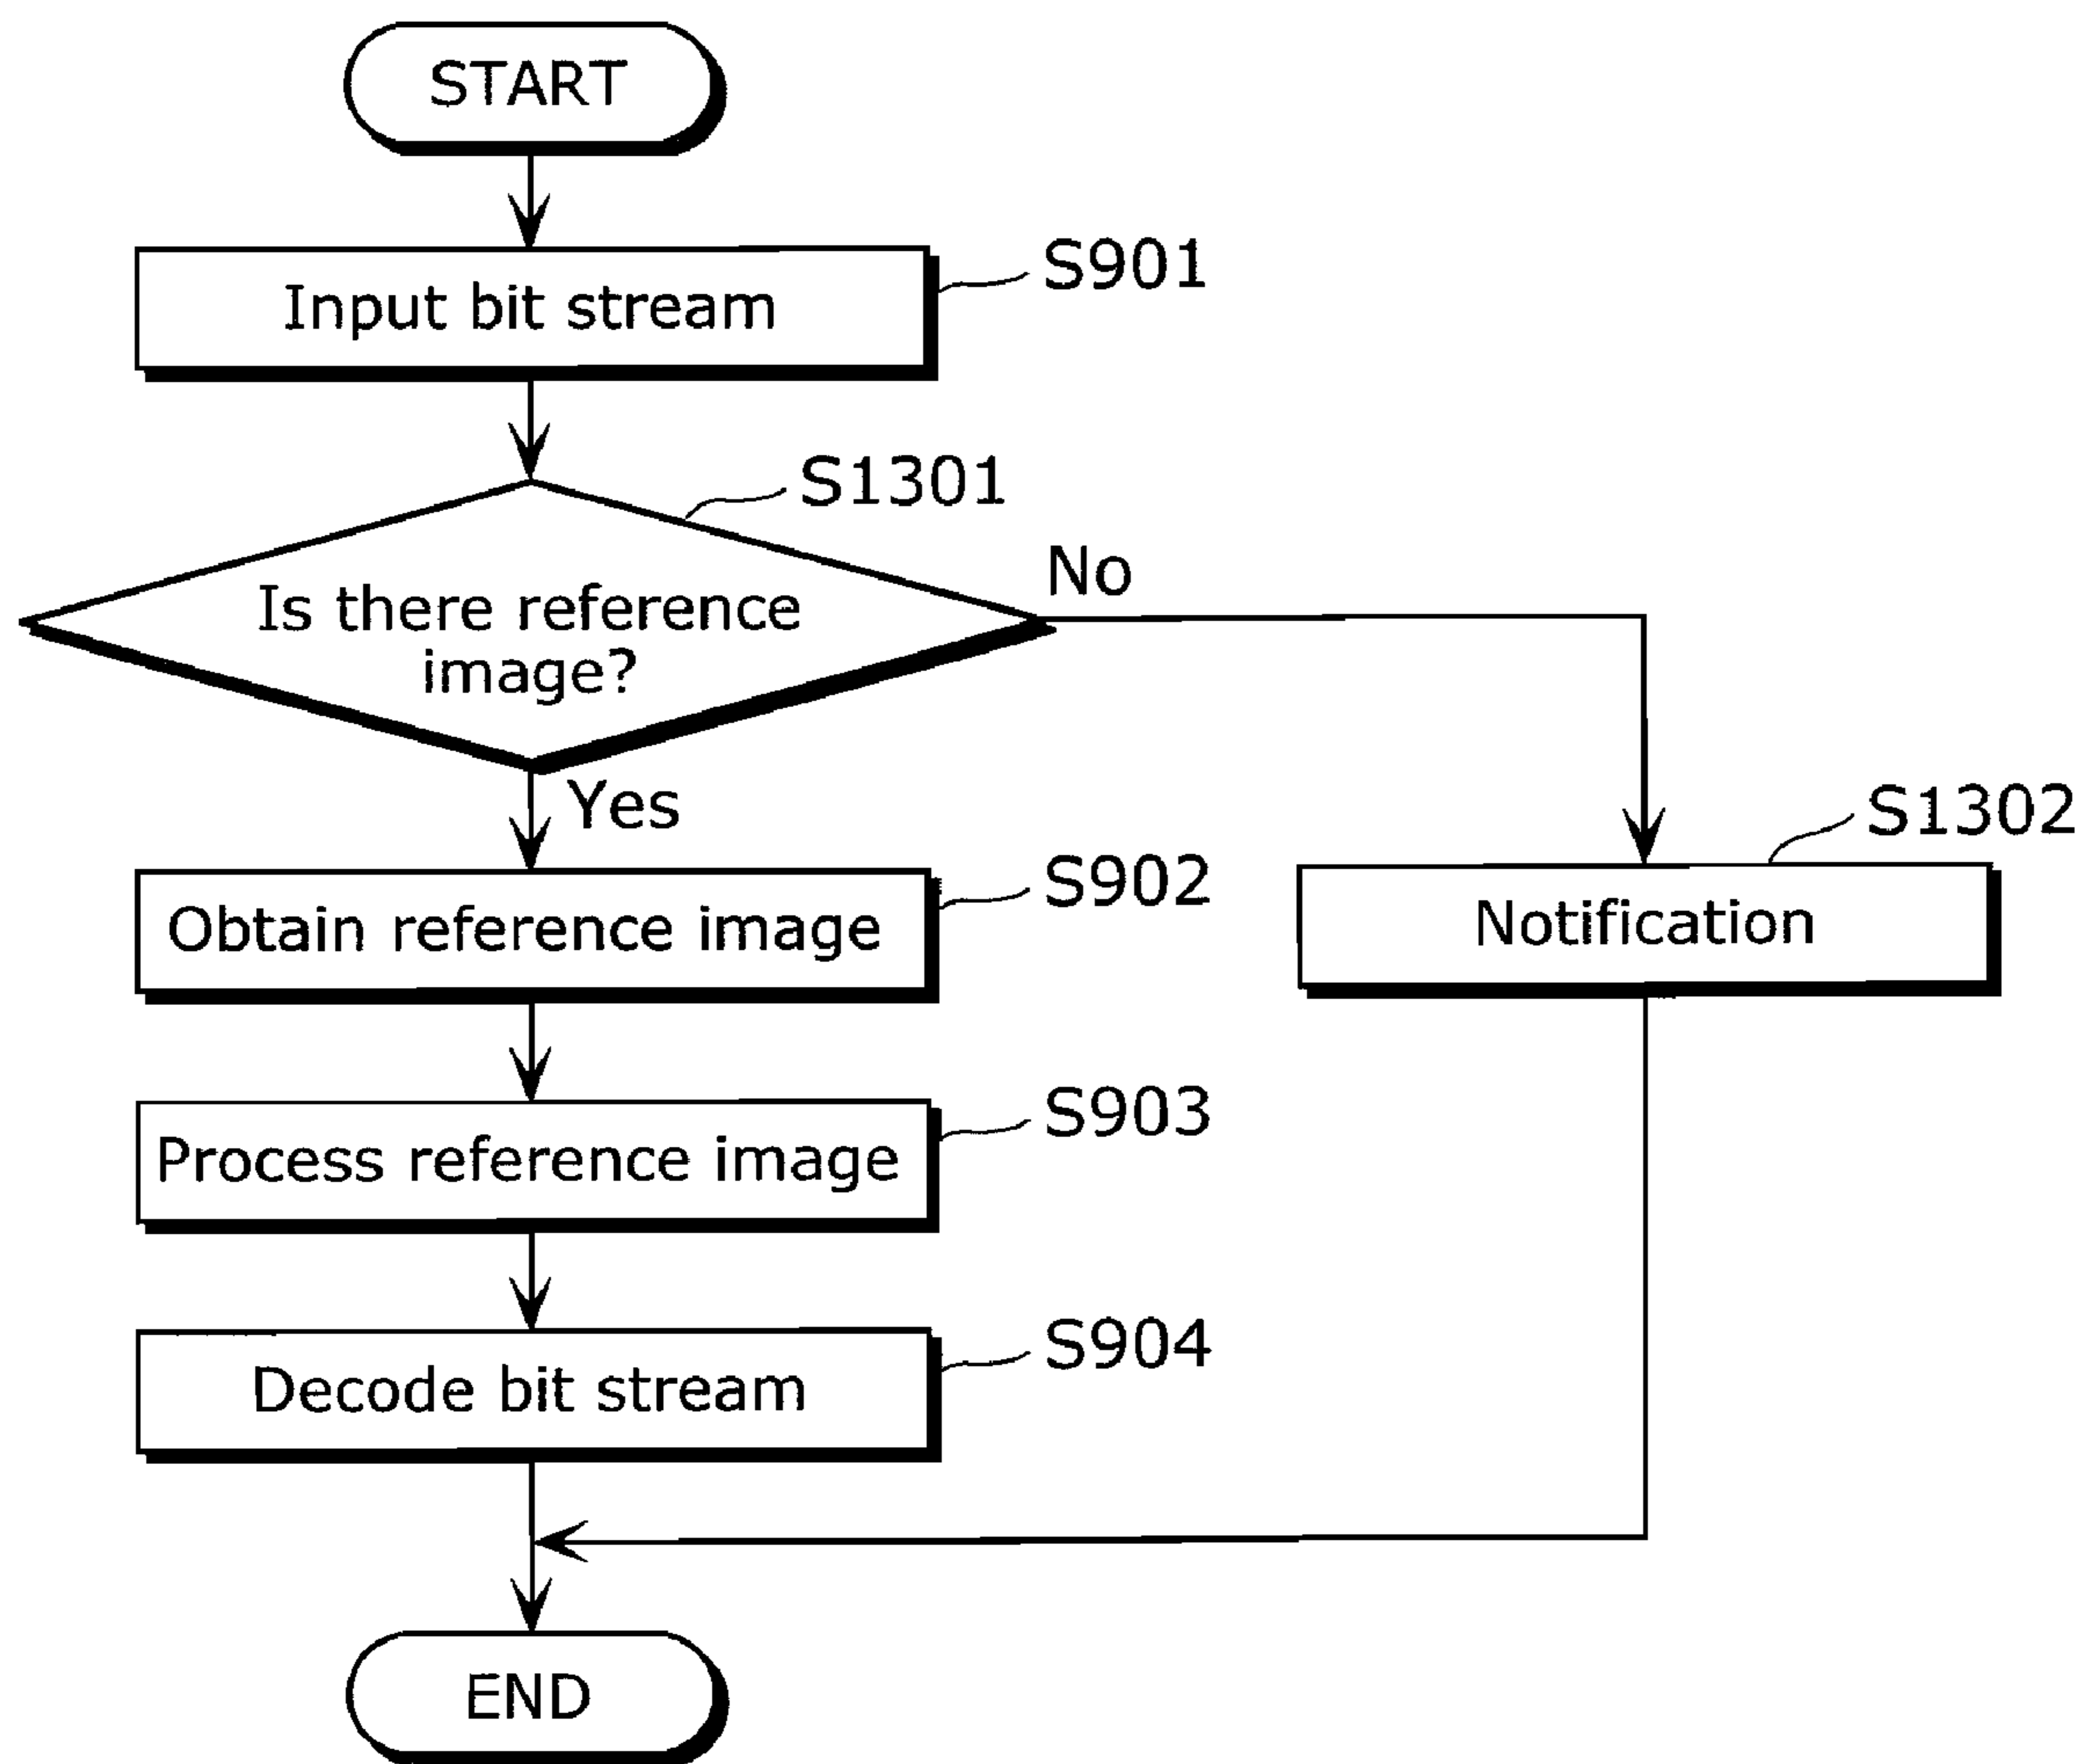 START
Input bit stream
S901
S1301
Is there reference
image?
No
Yes
S902
Obtain reference image
S1302
Notification
S903
Process reference image
S904
Decode bit stream
END